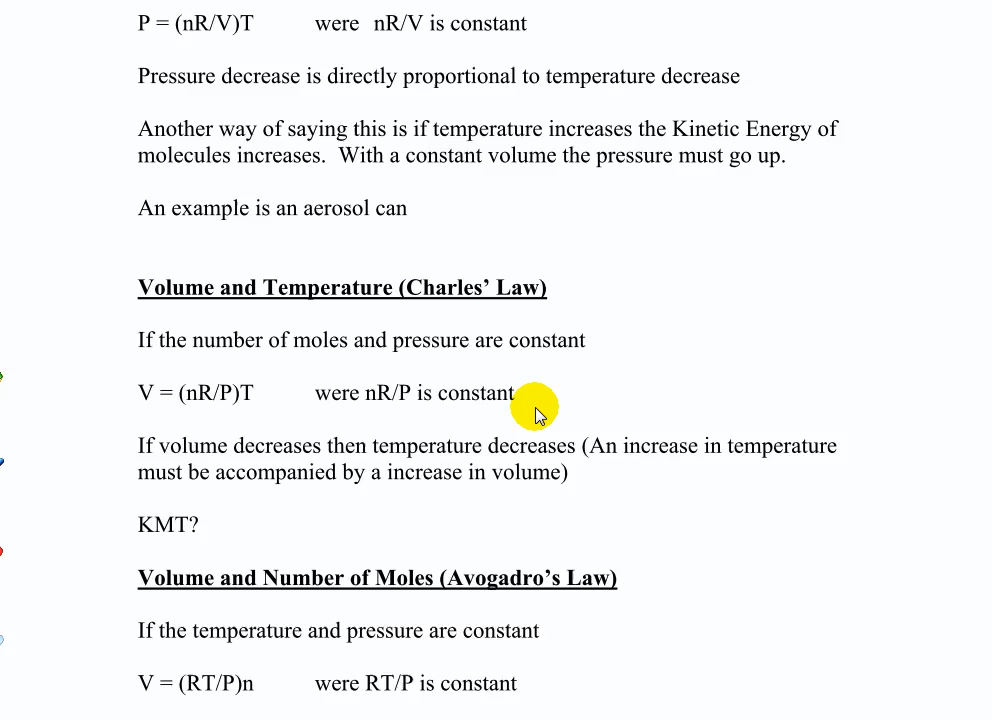 P = (nR/V)T were nR/V is constant
Pressure decrease is directly proportional to temperature decrease
Another way of saying this is if temperature increases the Kinetic Energy of
molecules increases. With a constant volume the pressure must go up.
An example is an aerosol can
Volume and Temperature (Charles’ Law)
If the number of moles and pressure are constant
V = (nR/P)T were nR/P is constant
If volume decreases then temperature decreases (An increase in temperature
must be accompanied by a increase in volume)
KMT?
Volume and Number of Moles (Avogadro’s Law)
If the temperature and pressure are constant
V = (RT/P)n were RT/P is constant